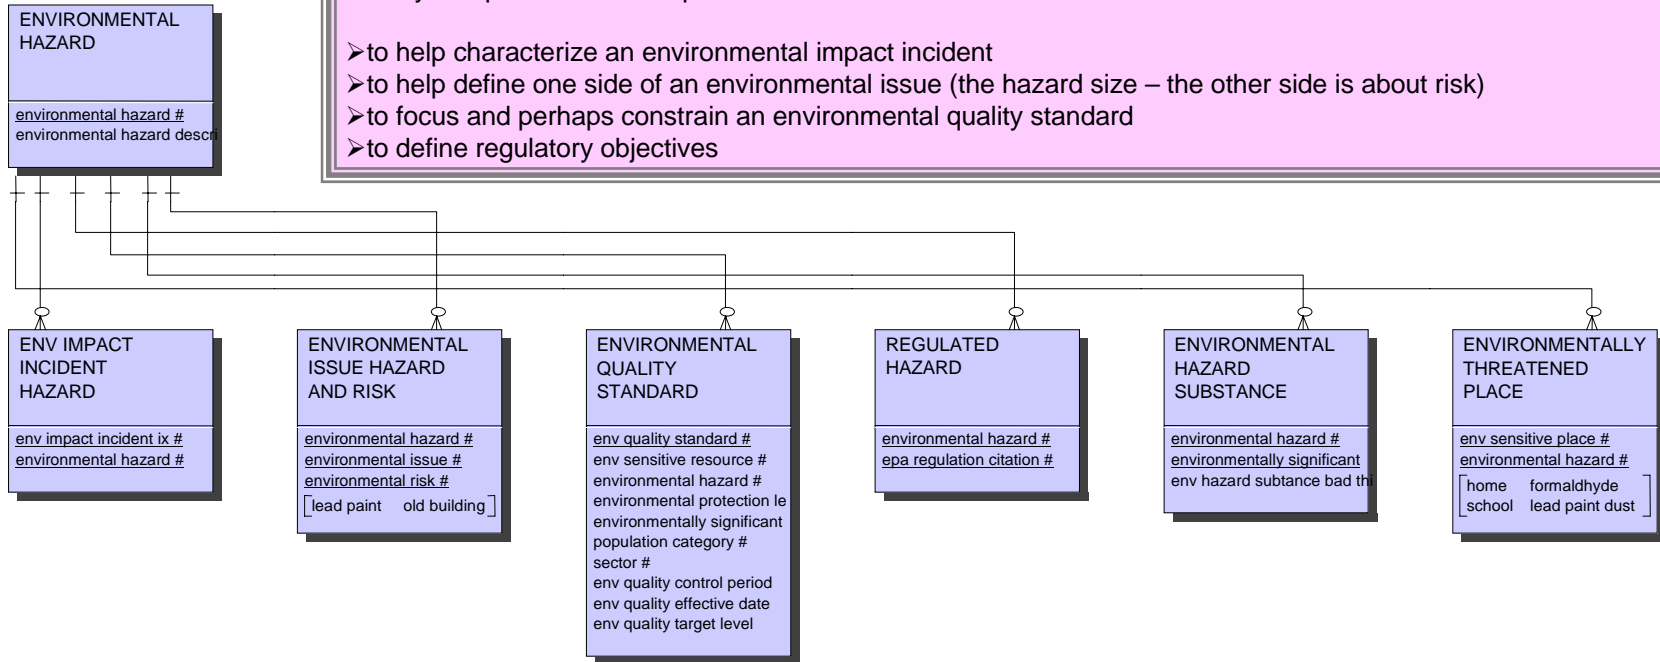 ENVIRONMENTAL
HAZARD
environmental hazard #
environmental hazard descri
➢to help characterize an environmental impact incident
➢to help define one side of an environmental issue (the hazard size – the other side is about risk)
➢to focus and perhaps constrain an environmental quality standard
➢to define regulatory objectives
ENV IMPACT
INCIDENT
HAZARD
env impact incident ix #
environmental hazard #
ENVIRONMENTAL
ISSUE HAZARD
AND RISK
environmental hazard #
environmental issue #
environmental risk #
lead paint old building
ENVIRONMENTAL
QUALITY
STANDARD
env quality standard #
env sensitive resource #
environmental hazard #
environmental protection le
environmentally significant
population category #
sector #
env quality control period
env quality effective date
env quality target level
REGULATED
HAZARD
environmental hazard #
epa regulation citation #
ENVIRONMENTAL
HAZARD
SUBSTANCE
environmental hazard #
environmentally significant
env hazard subtance bad thi
ENVIRONMENTALLY
THREATENED
PLACE
env sensitive place #
environmental hazard #
home formaldhyde
school lead paint dust